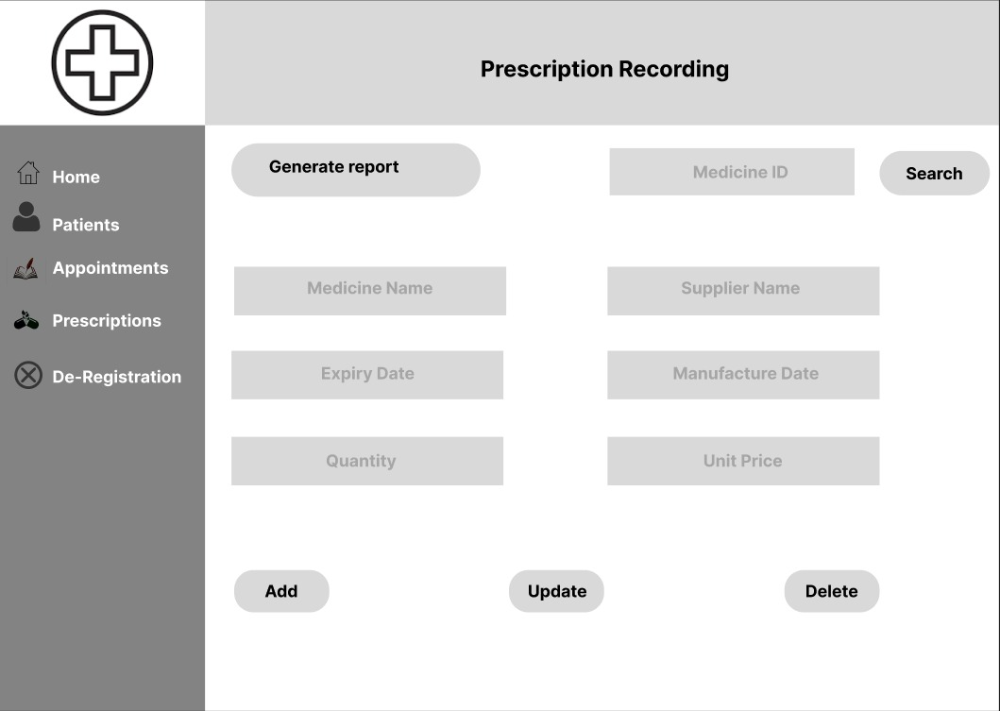 Prescription Recording
Home
Patients
Appointments
Prescriptions
De-Registration
Generate report
Medicine ID
Search
Medicine Name
Supplier Name
Expiry Date
Manufacture Date
Quantity
Unit Price
Add
Update
Delete